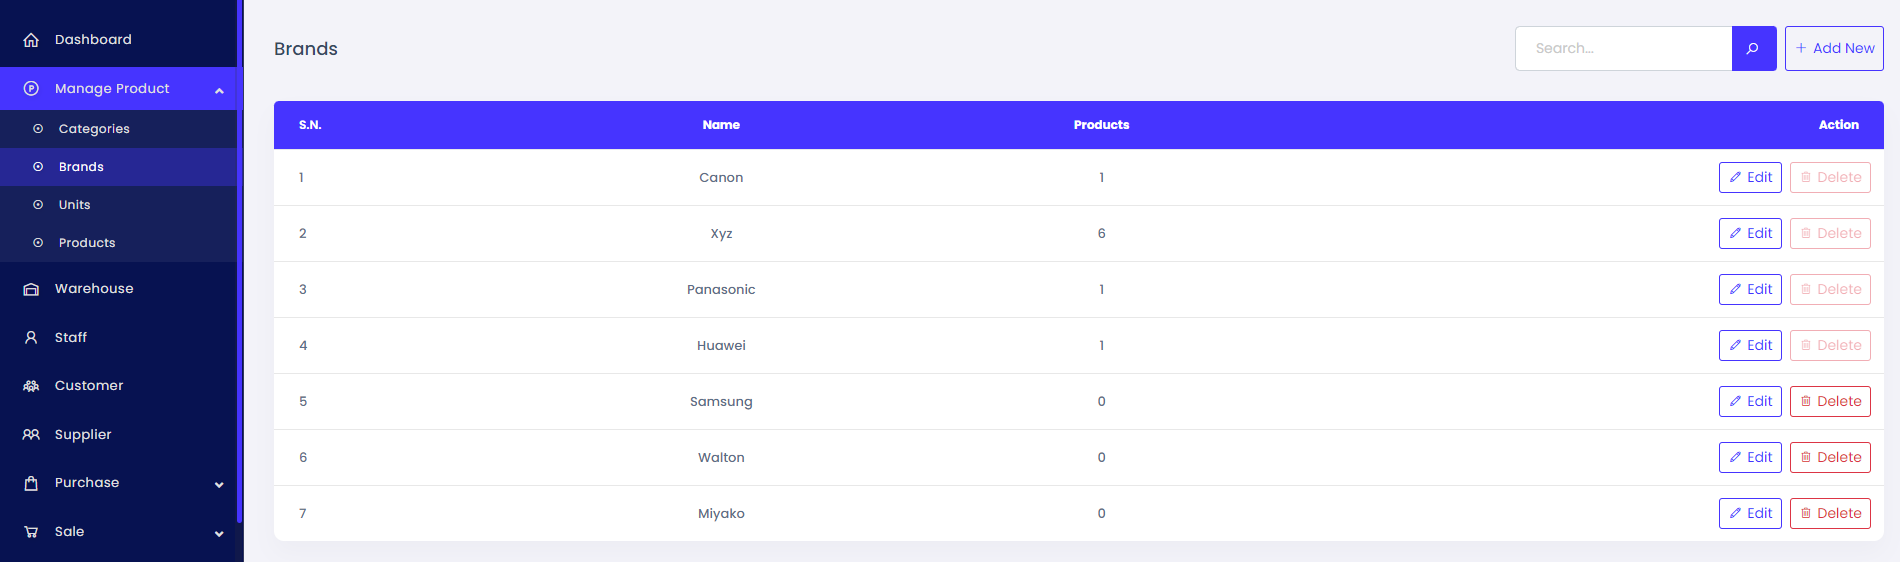 Dashboard
Manage Product
Categories
Brands
Units
Products
Warehouse
Staff
Customer
Supplier
Purchase
Sale
Brands
Search...
Add New
S.N. Name Products Action
1 Canon 1 Edit Delete
2 Xyz 6 Edit Delete
3 Panasonic 1 Edit Delete
4 Huawei 1 Edit Delete
5 Samsung 0 Edit Delete
6 Walton 0 Edit Delete
7 Miyako 0 Edit Delete